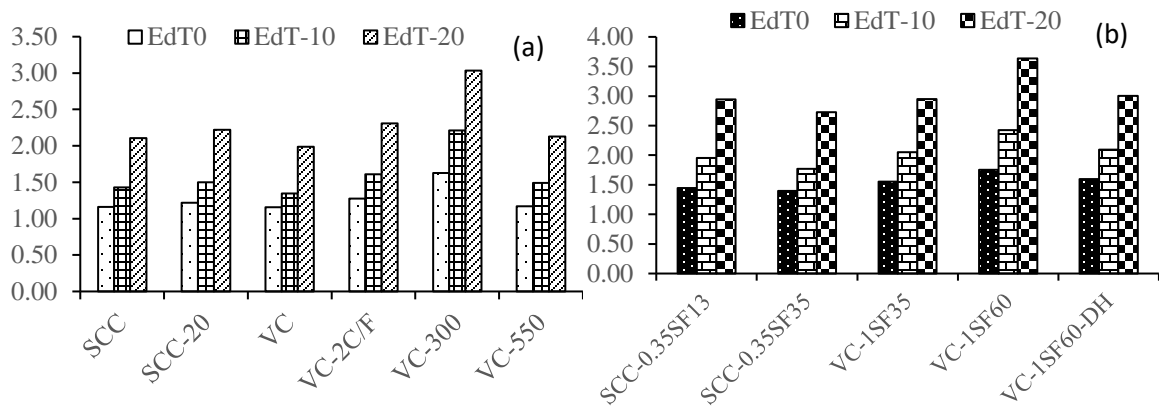 EdT0 EdT-10 EdT-20
(a)
3.50
3.00
2.50
2.00
1.50
1.00
0.50
0.00
SCC
SCC-20
VC
VC-2C/F
VC-300
VC-550
EdT0 EdT-10 EdT-20
(b)
4.00
3.50
3.00
2.50
2.00
1.50
1.00
0.50
0.00
SCC-0.35SF13
SCC-0.35SF35
VC-1SF35
VC-1SF60
VC-1SF60-DH